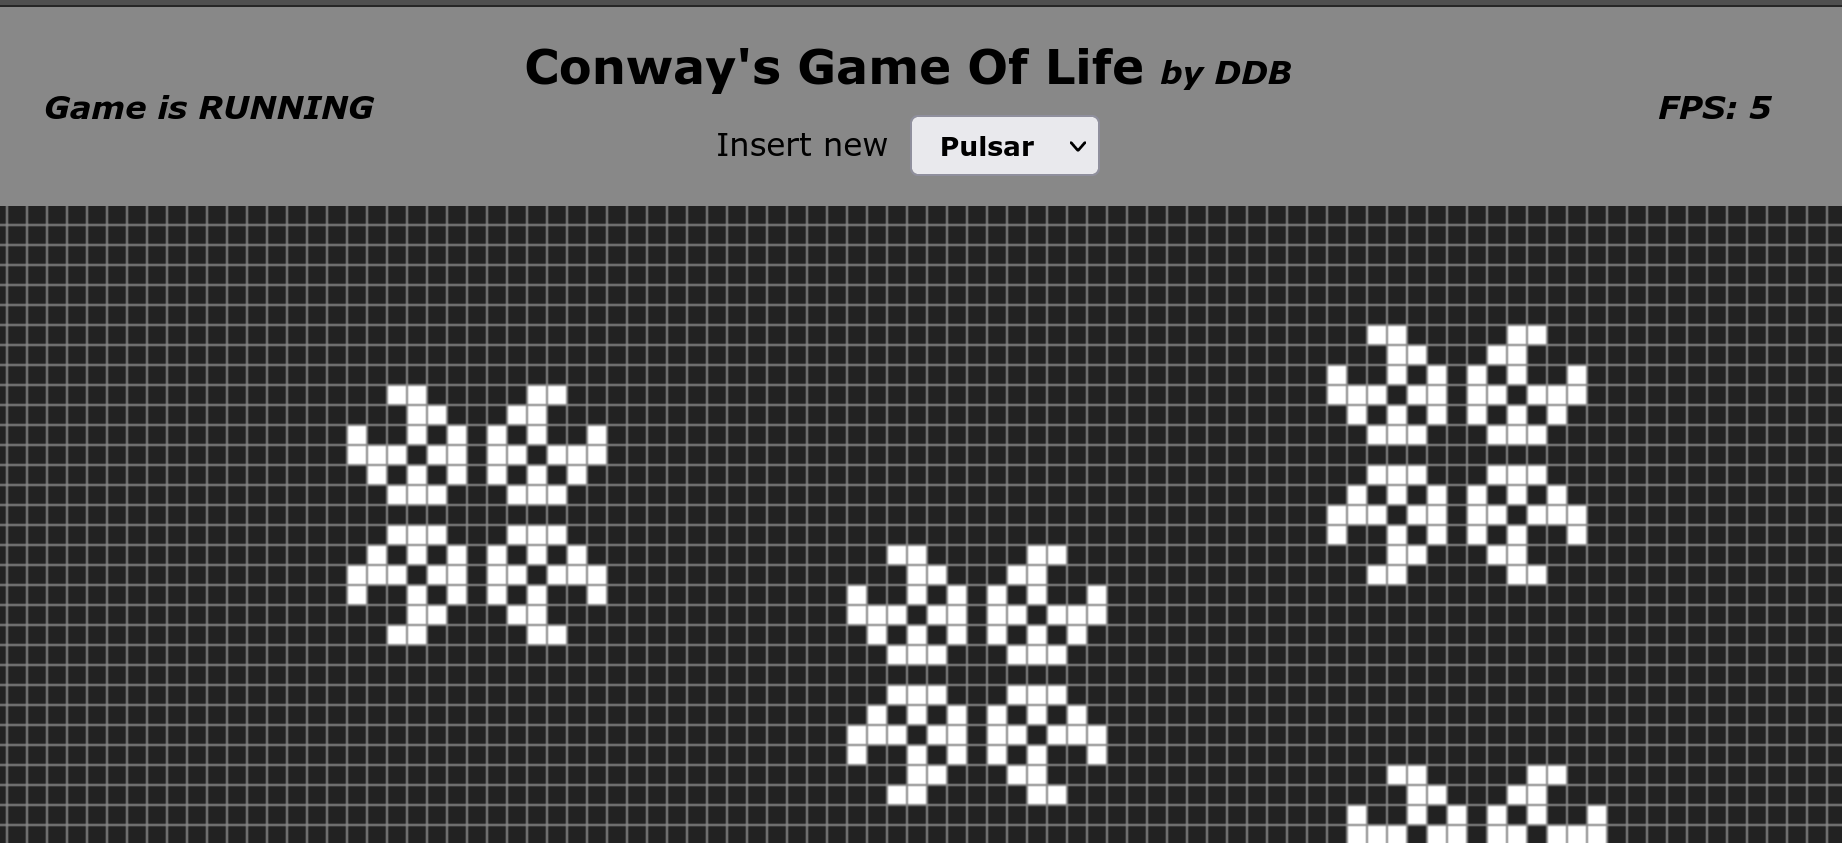 Conway's Game Of Life by DDB
Game is RUNNING
FPS: 5
Insert new Pulsar